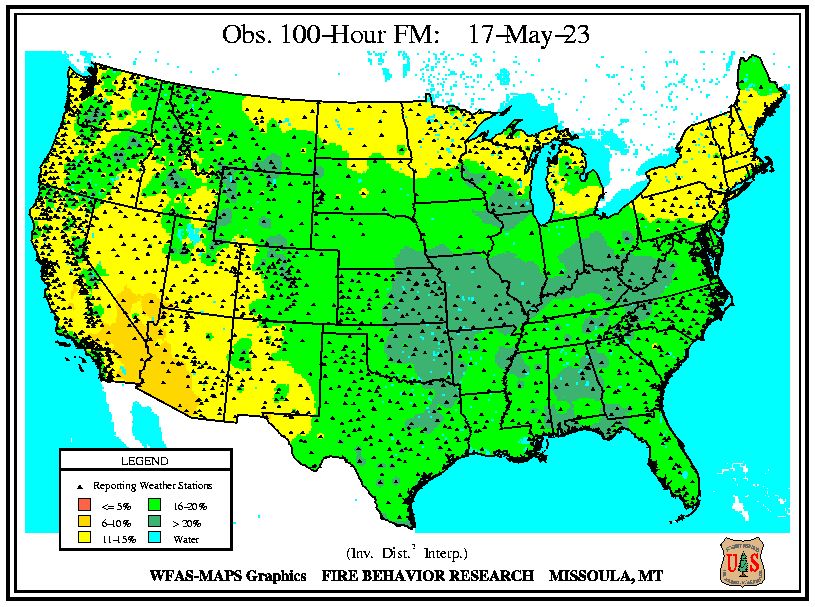 Obs. 100-Hour FM: 17-May-23
LEGEND
Reporting Weather Stations
<= 5%
16-20%
6-10%
> 20%
11-15%
Water
(Inv. Dist.² Interp.)
WFAS-MAPS Graphics FIRE BEHAVIOR RESEARCH MISSOULA, MT
U S